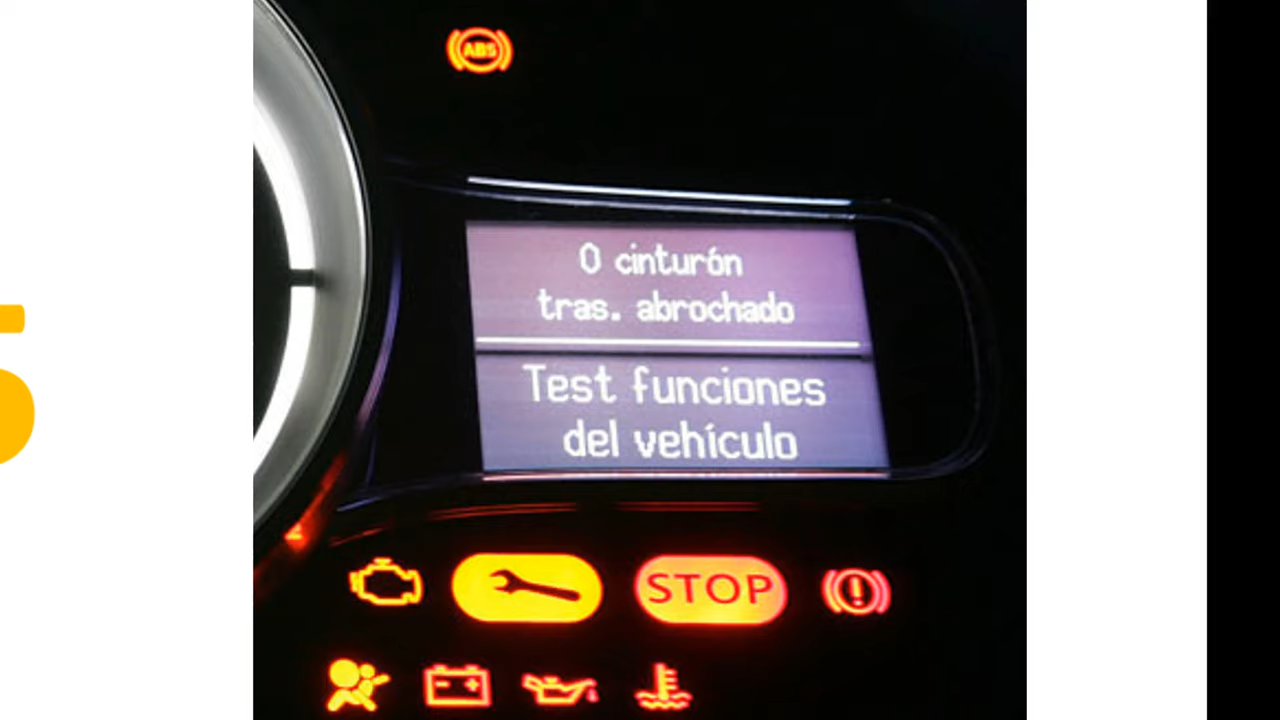 ABS
0 cinturón
tras. abrochado
Test funciones
del vehículo
STOP